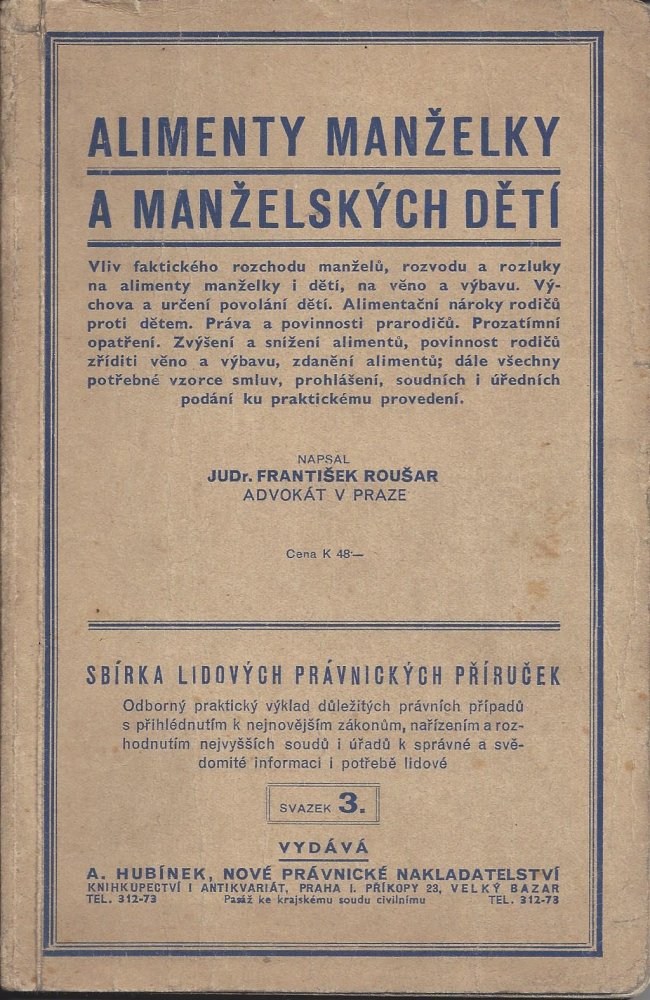 ALIMENTY MANŽELKY
A MANŽELSKÝCH DĚTÍ
Vliv faktického rozchodu manželů, rozvodu a rozluky
na alimenty manželky i dětí, na věno a výbavu. Vý-
chova a určení povolání dětí. Alimentační nároky rodičů
proti dětem. Práva a povinnosti prarodičů. Prozatímní
opatření. Zvýšení a snížení alimentů, povinnost rodičů
zříditi věno a výbavu, zdanění alimentů; dále všechny
potřebné vzorce smluv, prohlášení, soudních i úředních
podání ku praktickému provedení.
NAPSAL
JUDr. FRANTIŠEK ROUŠAR
ADVOKÁT V PRAZE
Cena K 48·—
SBÍRKA LIDOVÝCH PRÁVNICKÝCH PŘÍRUČEK
Odborný praktický výklad důležitých právních případů
s přihlédnutím k nejnovějším zákonům, nařízením a roz-
hodnutím nejvyšších soudů i úřadů k správné a svě-
domité informaci i potřebě lidové
SVAZEK 3.
VYDÁVÁ
A. HUBÍNEK, NOVÉ PRÁVNICKÉ NAKLADATELSTVÍ
KNIHKUPECTVÍ I ANTIKVARIÁT, PRAHA I. PŘÍKOPY 23, VELKÝ BAZAR
TEL. 312-73 Pasáž ke krajskému soudu civilnímu TEL. 312-73